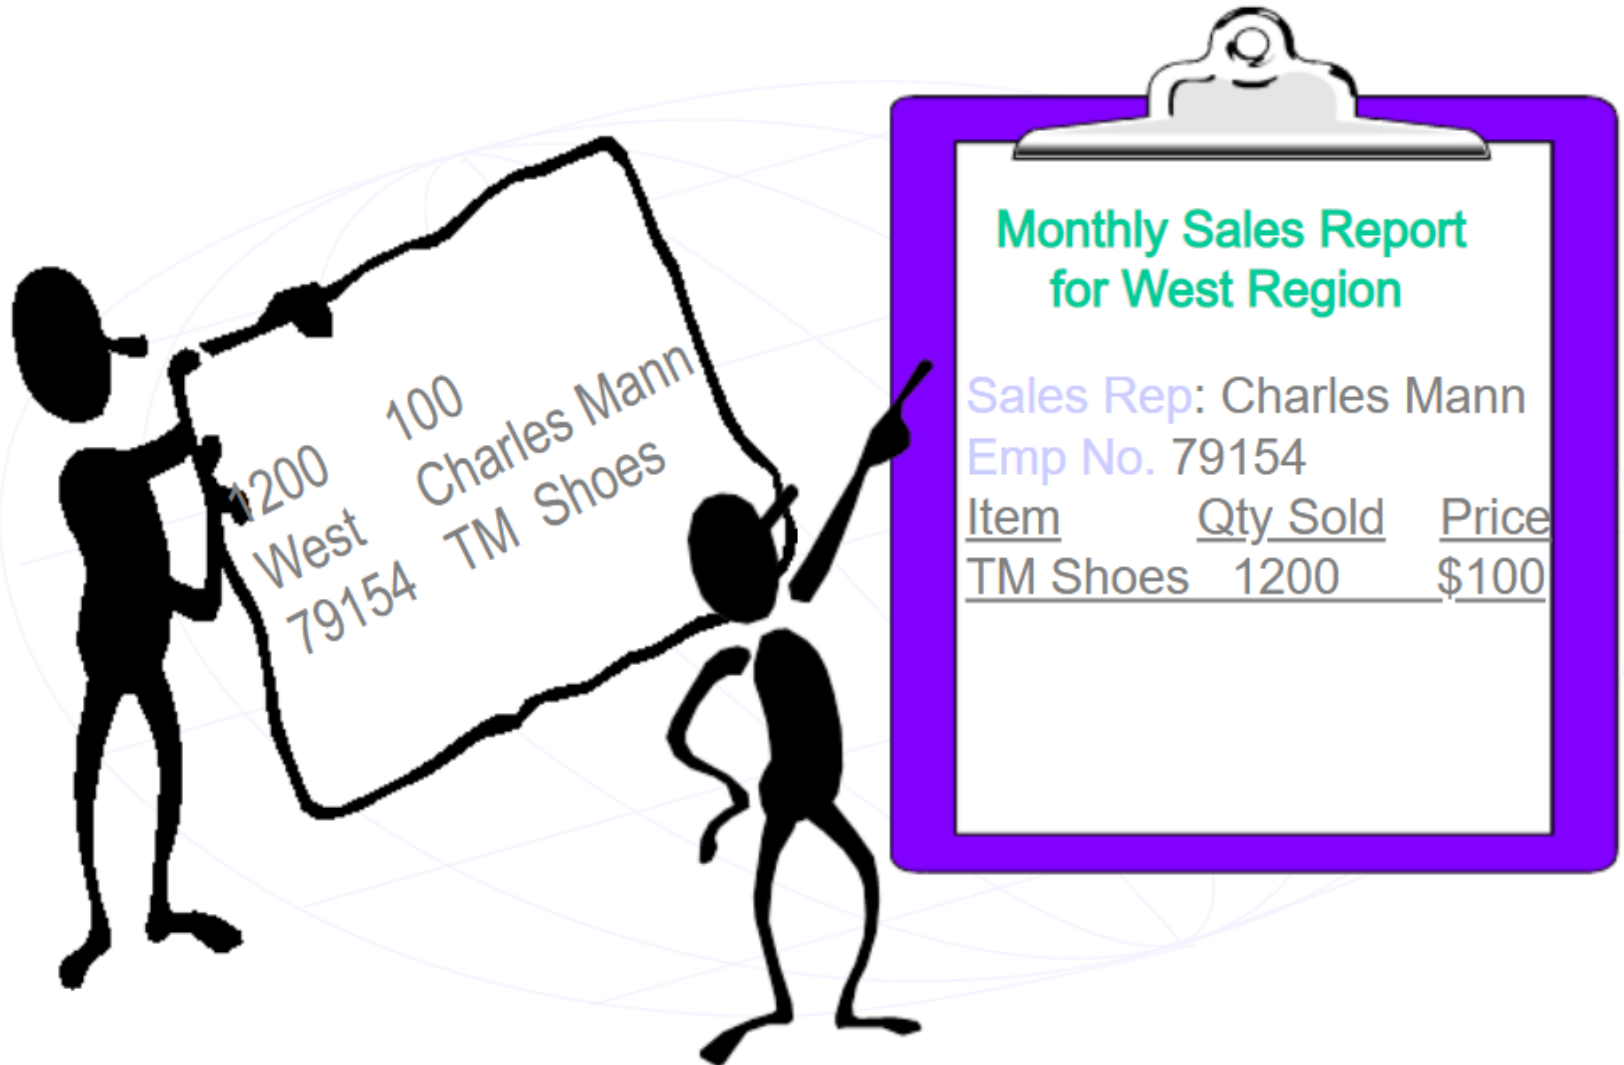 1200 100
West Charles Mann
79154 TM Shoes
Monthly Sales Report
for West Region
Sales Rep: Charles Mann
Emp No. 79154
Item Qty Sold Price
TM Shoes 1200 $100